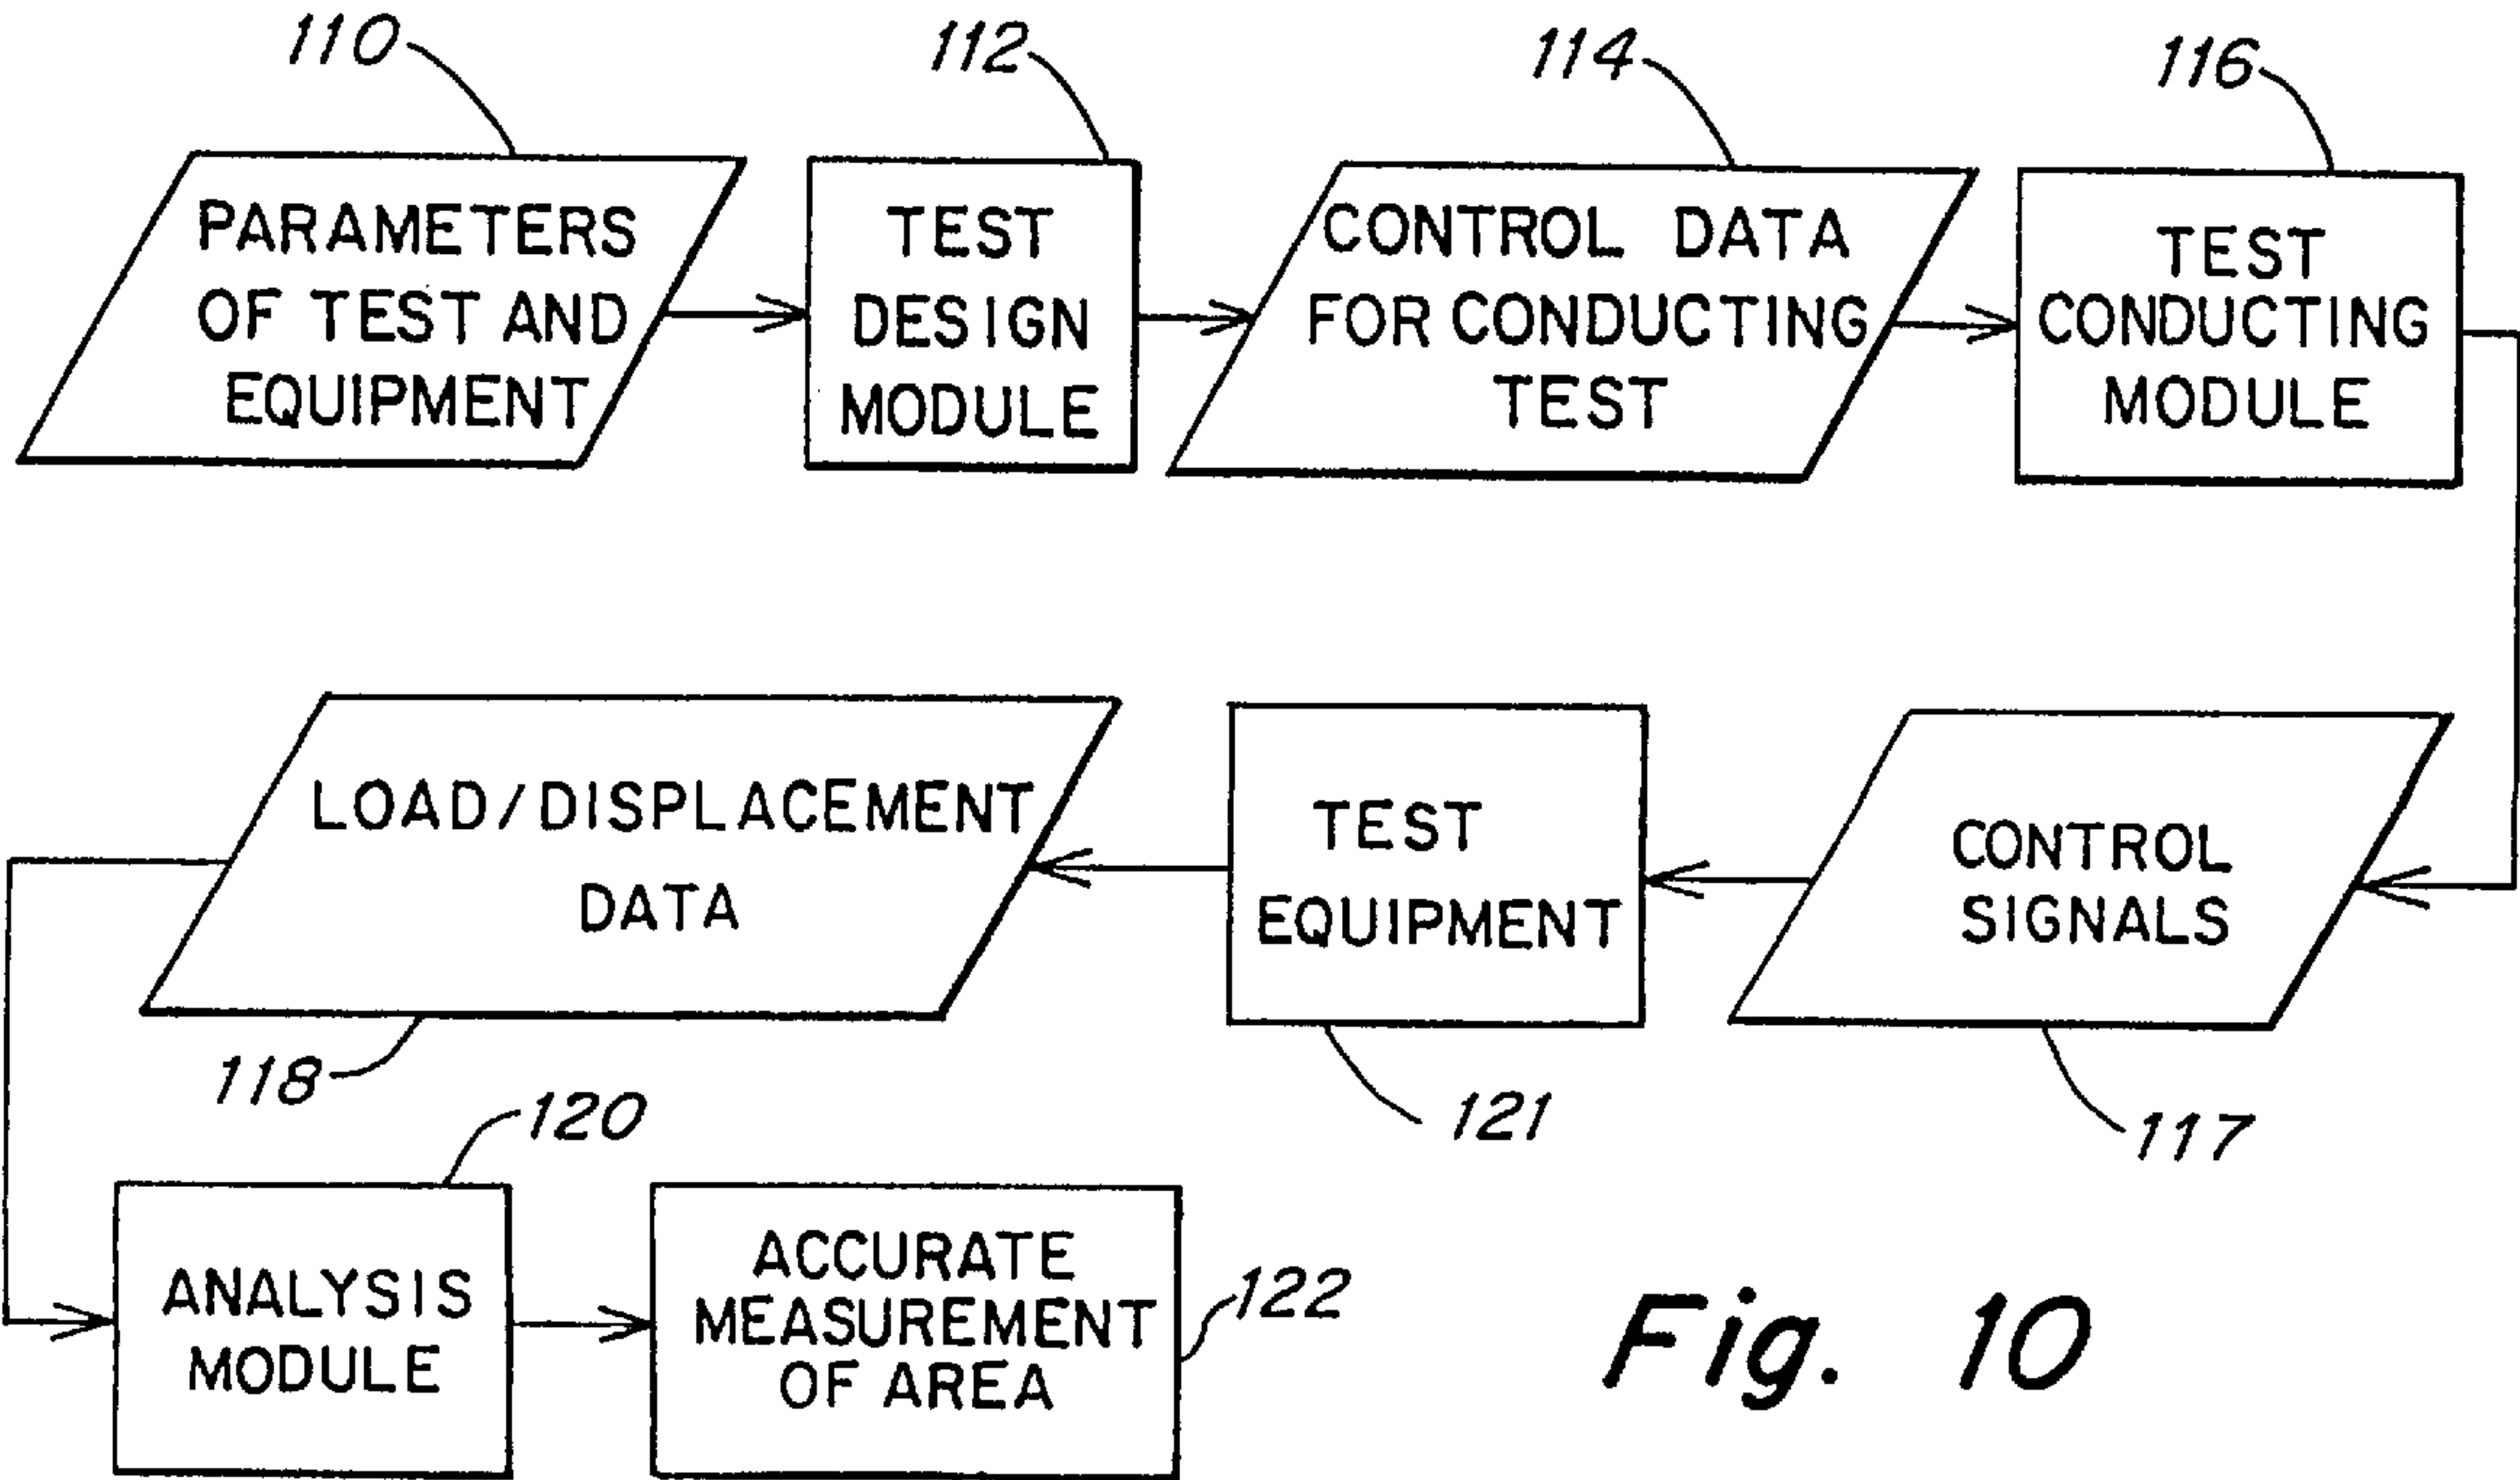 110
112
114
116
PARAMETERS
OF TEST AND
EQUIPMENT
TEST
DESIGN
MODULE
CONTROL DATA
FOR CONDUCTING
TEST
TEST
CONDUCTING
MODULE
LOAD/DISPLACEMENT
DATA
118
TEST
EQUIPMENT
121
CONTROL
SIGNALS
117
120
ANALYSIS
MODULE
ACCURATE
MEASUREMENT
OF AREA
122
Fig. 10